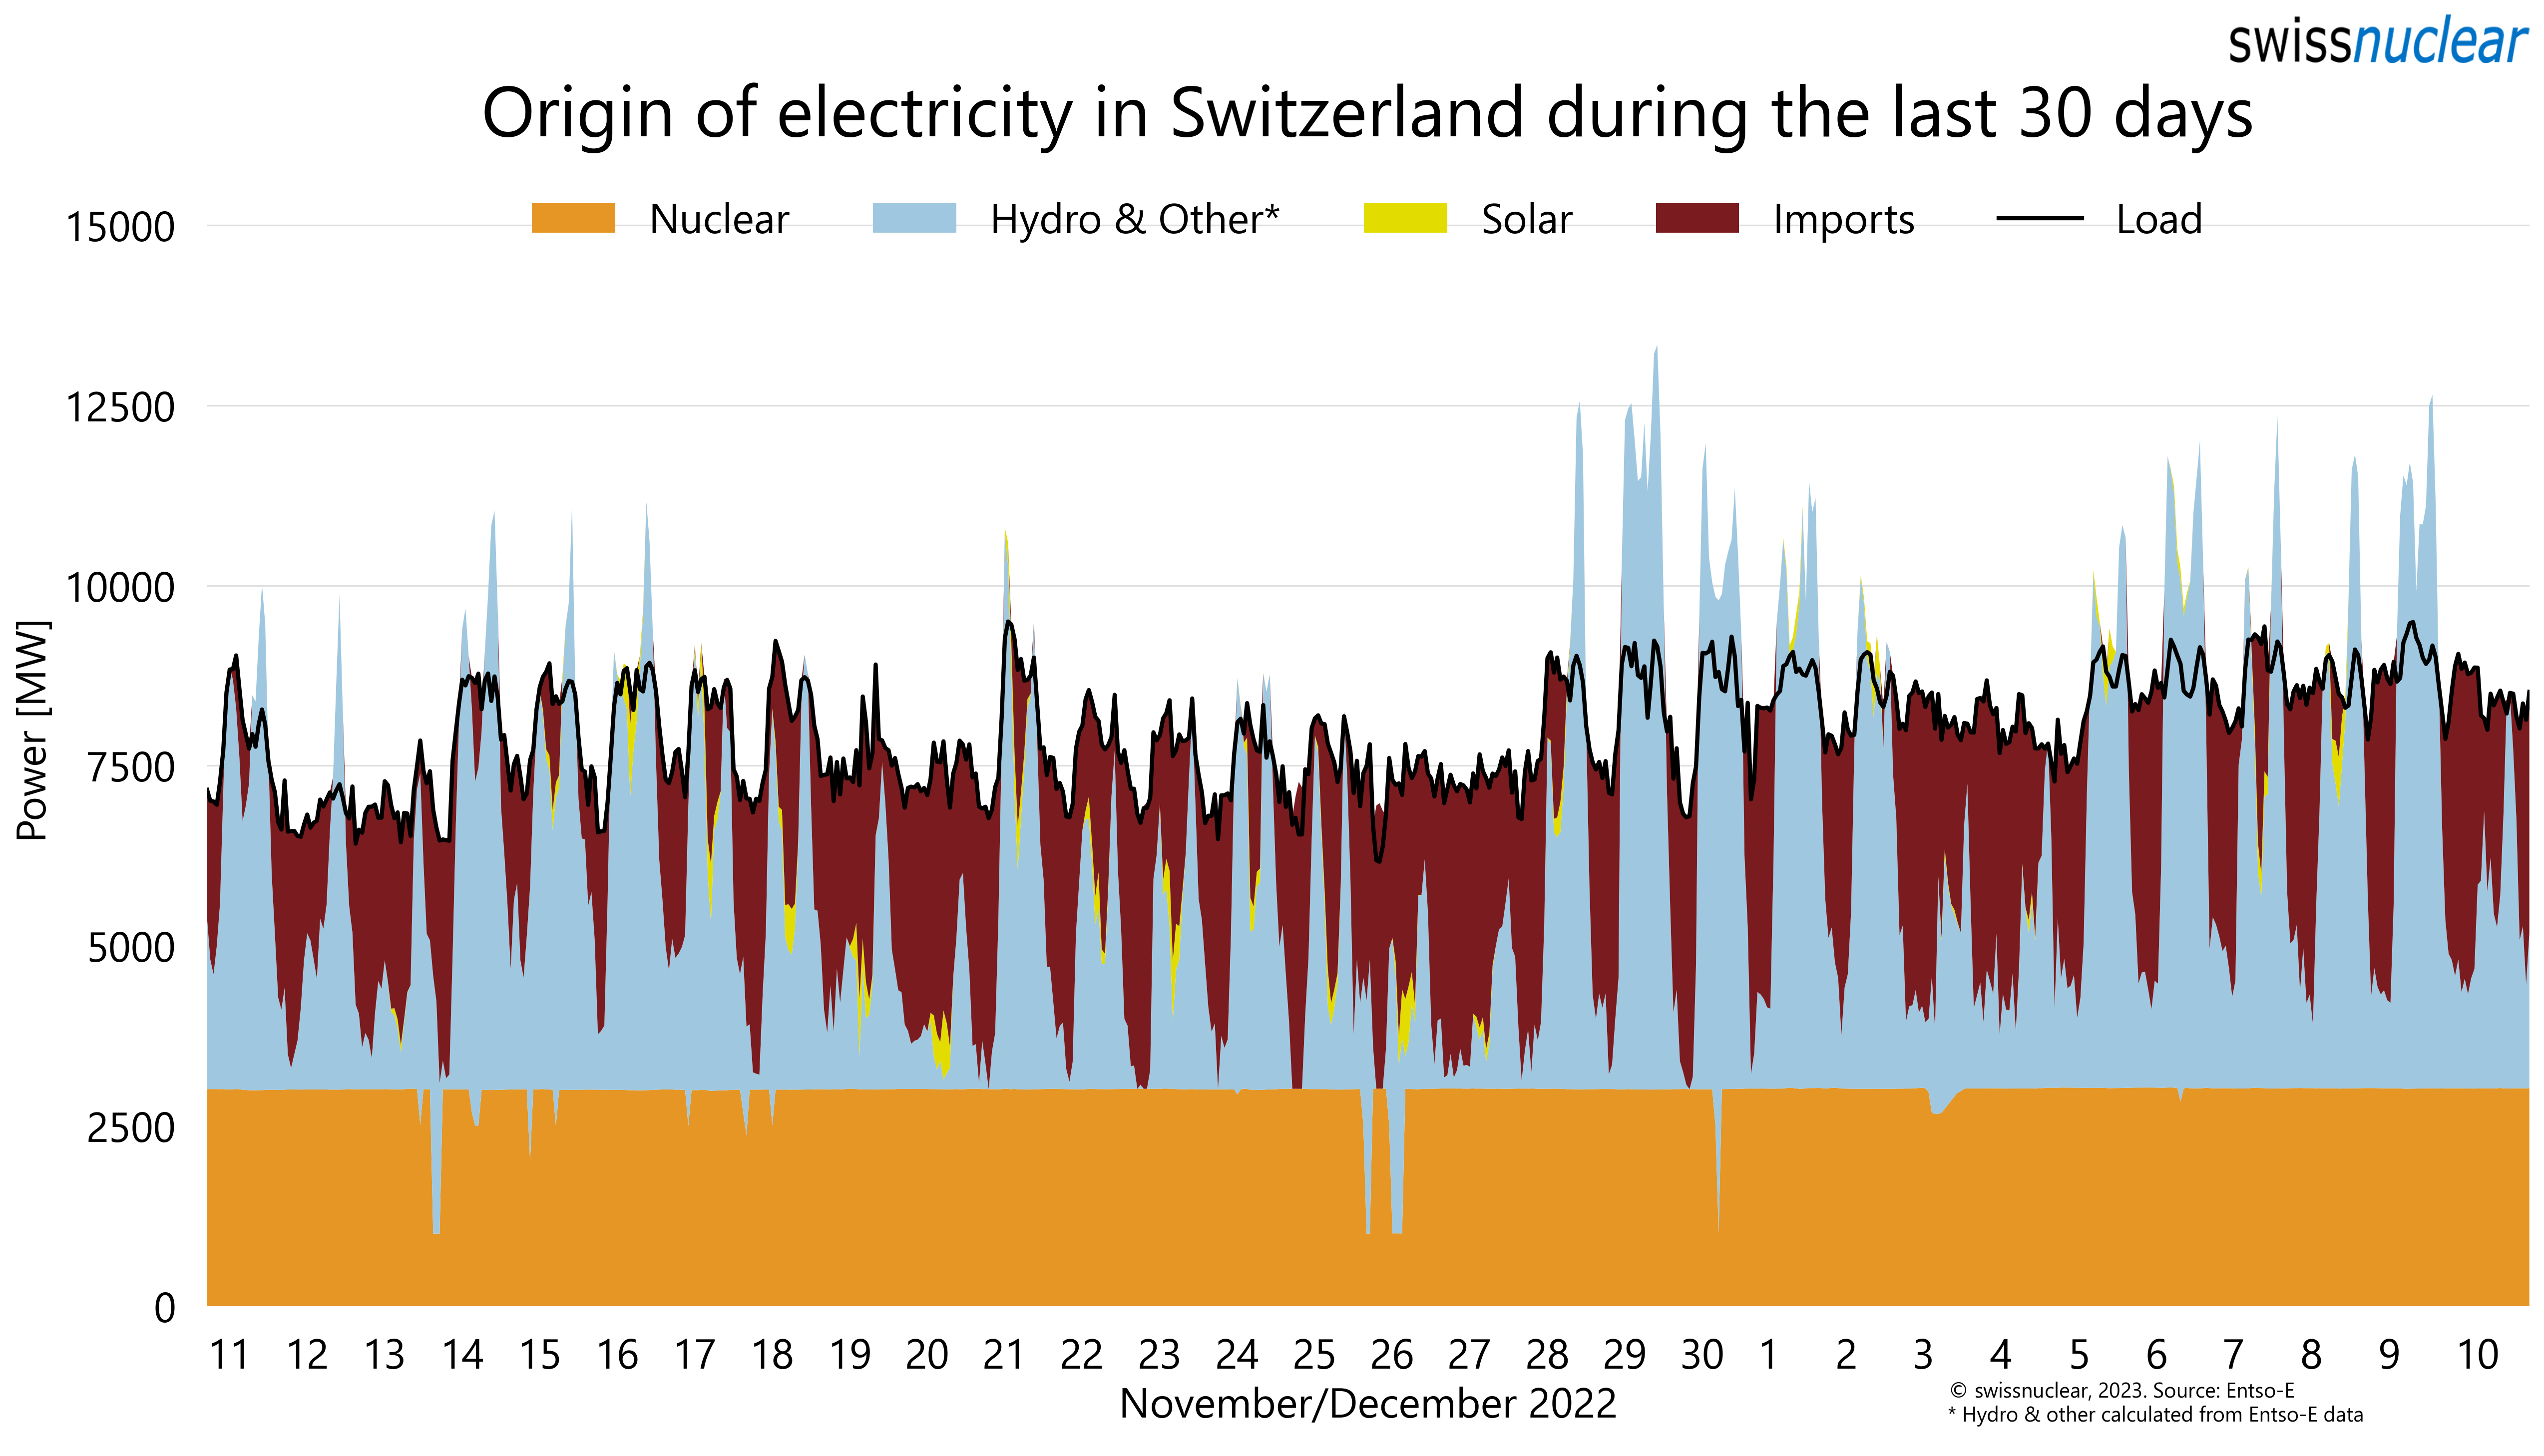 swissnuclear
Origin of electricity in Switzerland during the last 30 days
Nuclear Hydro & Other* Solar Imports Load
15000
12500
10000
7500
5000
2500
0
Power [MW]
11 12 13 14 15 16 17 18 19 20 21 22 23 24 25 26 27 28 29 30 1 2 3 4 5 6 7 8 9 10
November/December 2022
© swissnuclear, 2023. Source: Entso-E
* Hydro & other calculated from Entso-E data